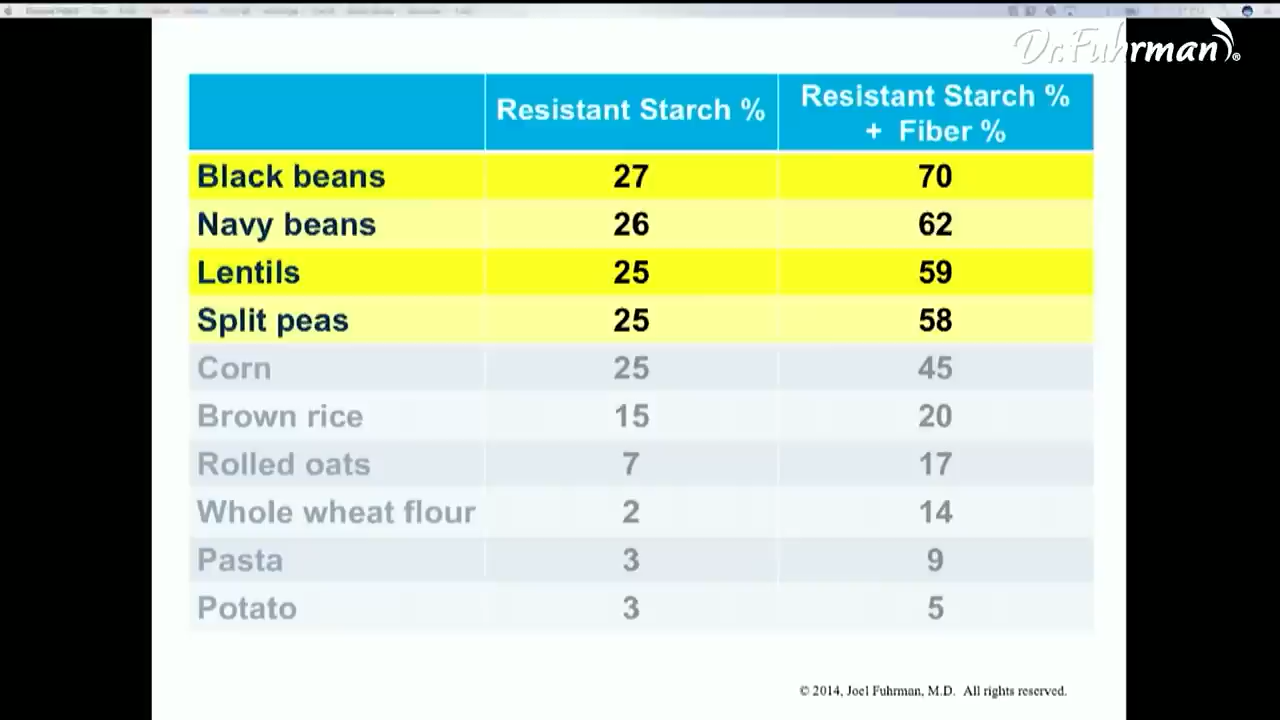 Dr. Fuhrman®
Resistant Starch %
Resistant Starch %
+ Fiber %
Black beans 27 70
Navy beans 26 62
Lentils 25 59
Split peas 25 58
Corn 25 45
Brown rice 15 20
Rolled oats 7 17
Whole wheat flour 2 14
Pasta 3 9
Potato 3 5
© 2014, Joel Fuhrman, M.D. All rights reserved.